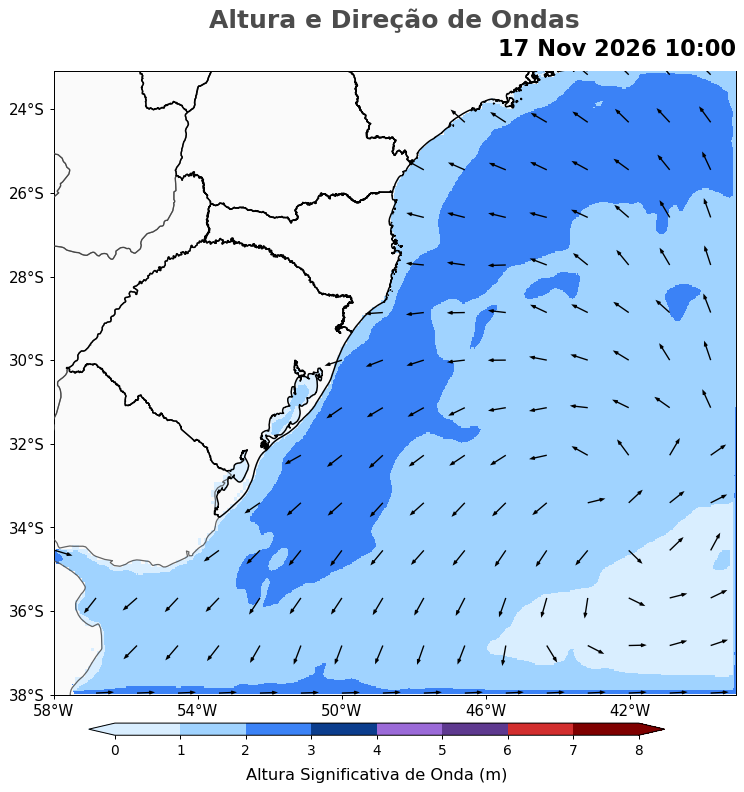 Altura e Direção de Ondas
17 Nov 2026 10:00
24°S
26°S
28°S
30°S
32°S
34°S
36°S
38°S
58°W 54°W 50°W 46°W 42°W
0 1 2 3 4 5 6 7 8
Altura Significativa de Onda (m)